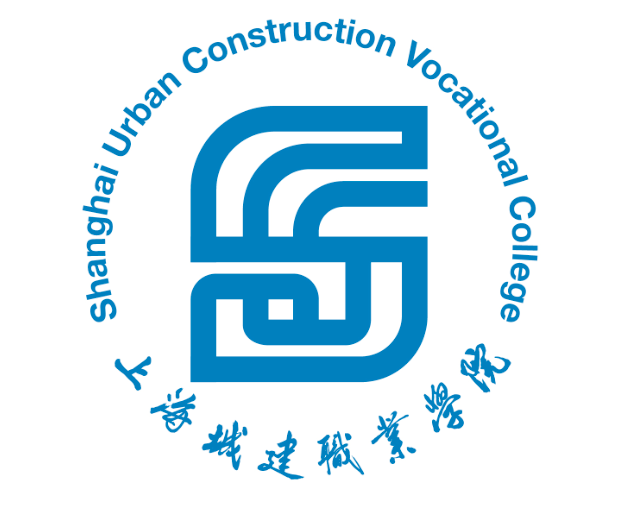 Shanghai Urban Construction Vocational College
上海城建職業學院